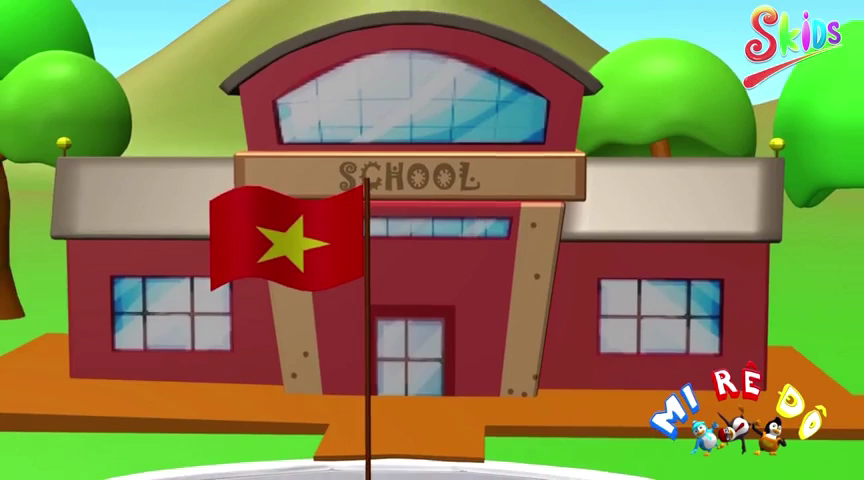 SKIDS
SCHOOL
MI RÊ ĐÔ